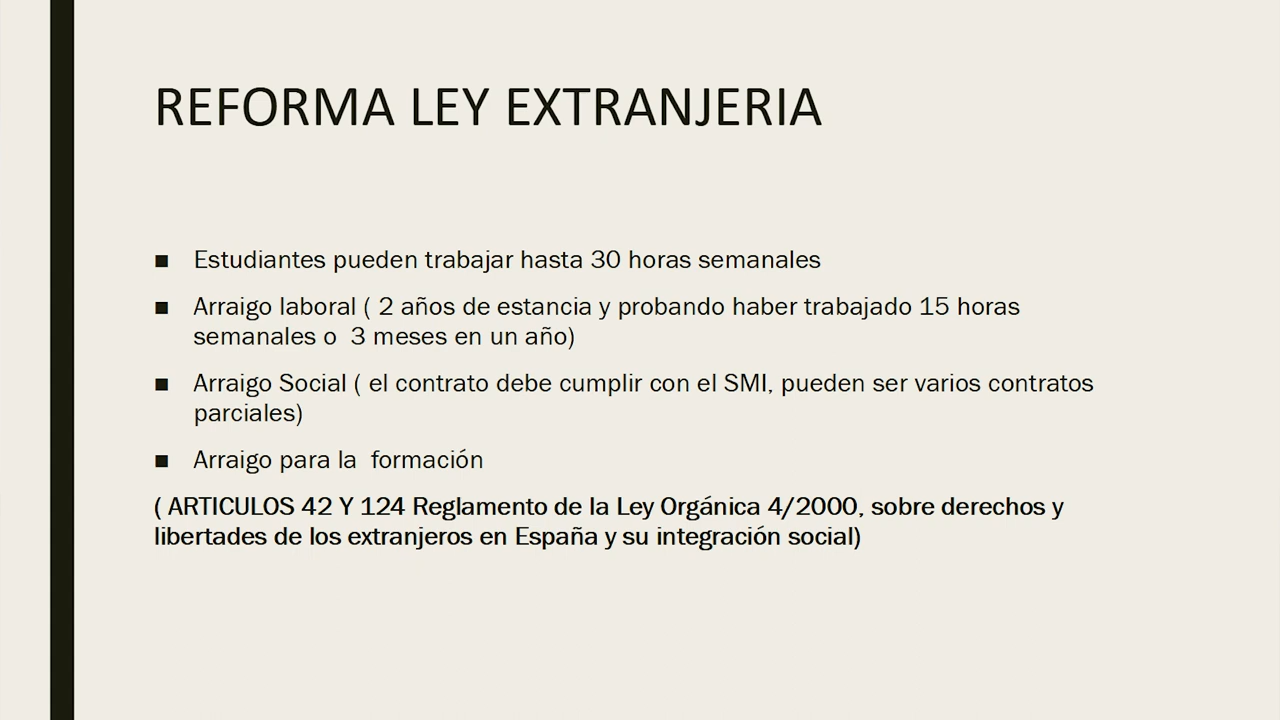 REFORMA LEY EXTRANJERIA
■ Estudiantes pueden trabajar hasta 30 horas semanales
■ Arraigo laboral ( 2 años de estancia y probando haber trabajado 15 horas
semanales o  3 meses en un año)
■ Arraigo Social ( el contrato debe cumplir con el SMI, pueden ser varios contratos
parciales)
■ Arraigo para la  formación
( ARTICULOS 42 Y 124 Reglamento de la Ley Orgánica 4/2000, sobre derechos y
libertades de los extranjeros en España y su integración social)